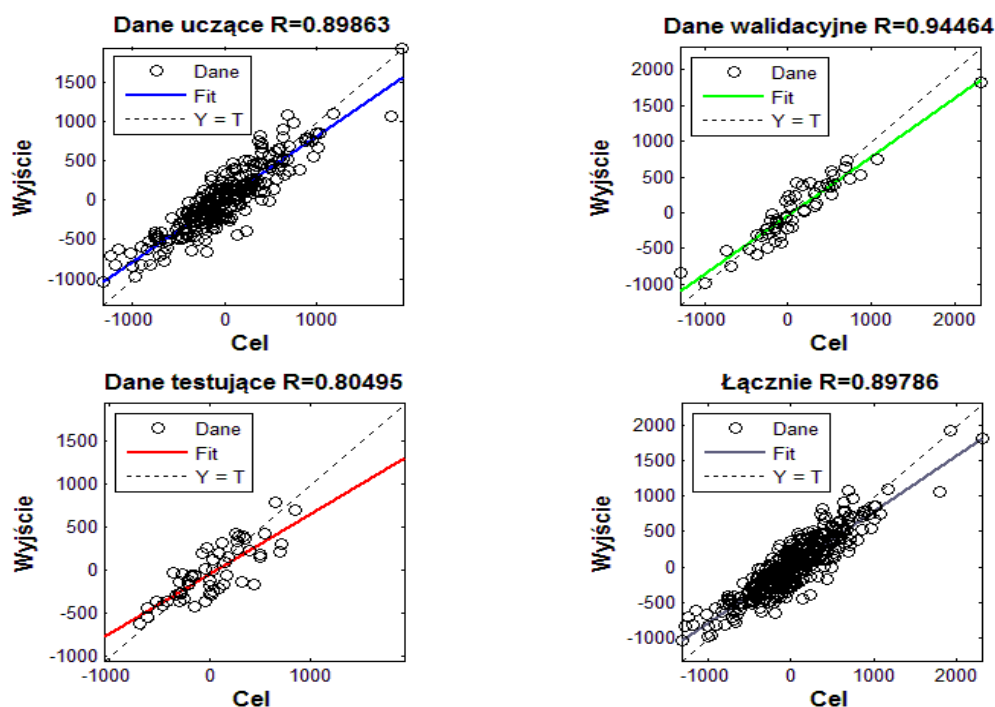 Dane uczące R=0.89863
Dane
Fit
Y = T
1500
1000
500
0
-500
-1000
Wyjście
-1000 0 1000
Cel
Dane walidacyjne R=0.94464
Dane
Fit
Y = T
2000
1500
1000
500
0
-500
-1000
Wyjście
-1000 0 1000 2000
Cel
Dane testujące R=0.80495
Dane
Fit
Y = T
1500
1000
500
0
-500
-1000
Wyjście
-1000 0 1000
Cel
Łącznie R=0.89786
Dane
Fit
Y = T
2000
1500
1000
500
0
-500
-1000
Wyjście
-1000 0 1000 2000
Cel